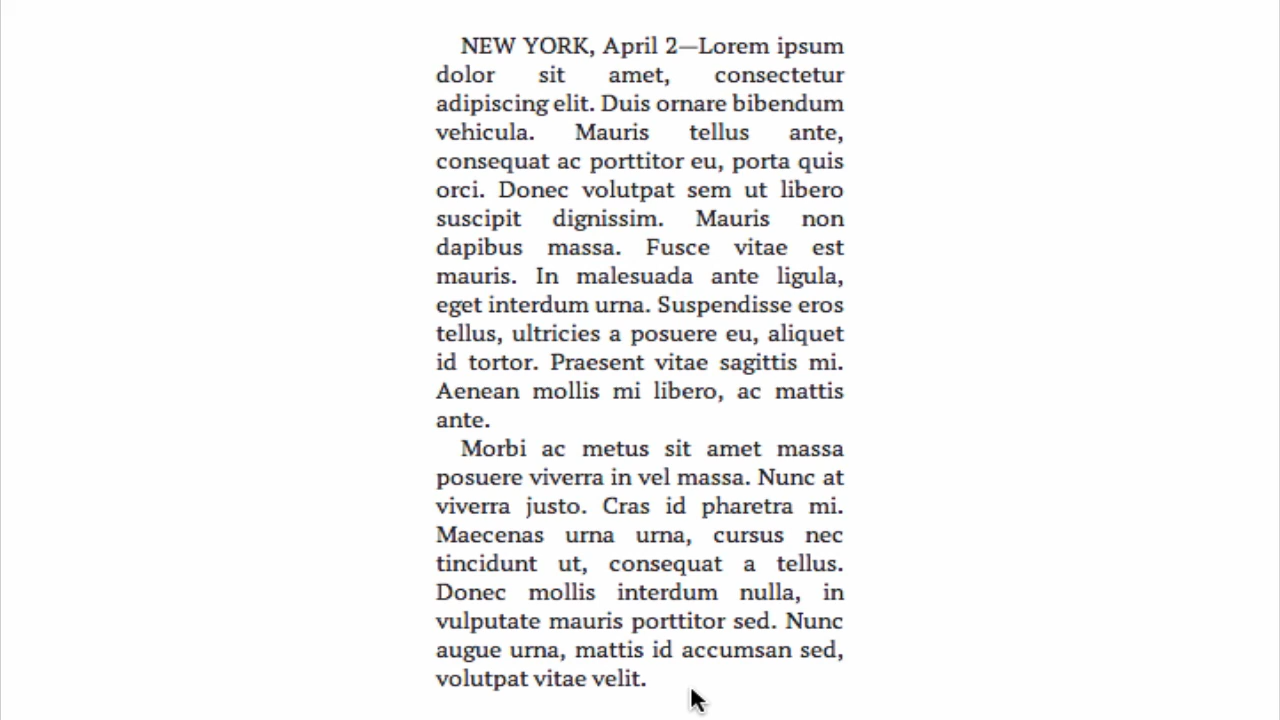 NEW YORK, April 2—Lorem ipsum
dolor sit amet, consectetur
adipiscing elit. Duis ornare bibendum
vehicula. Mauris tellus ante,
consequat ac porttitor eu, porta quis
orci. Donec volutpat sem ut libero
suscipit dignissim. Mauris non
dapibus massa. Fusce vitae est
mauris. In malesuada ante ligula,
eget interdum urna. Suspendisse eros
tellus, ultricies a posuere eu, aliquet
id tortor. Praesent vitae sagittis mi.
Aenean mollis mi libero, ac mattis
ante.
Morbi ac metus sit amet massa
posuere viverra in vel massa. Nunc at
viverra justo. Cras id pharetra mi.
Maecenas urna urna, cursus nec
tincidunt ut, consequat a tellus.
Donec mollis interdum nulla, in
vulputate mauris porttitor sed. Nunc
augue urna, mattis id accumsan sed,
volutpat vitae velit.